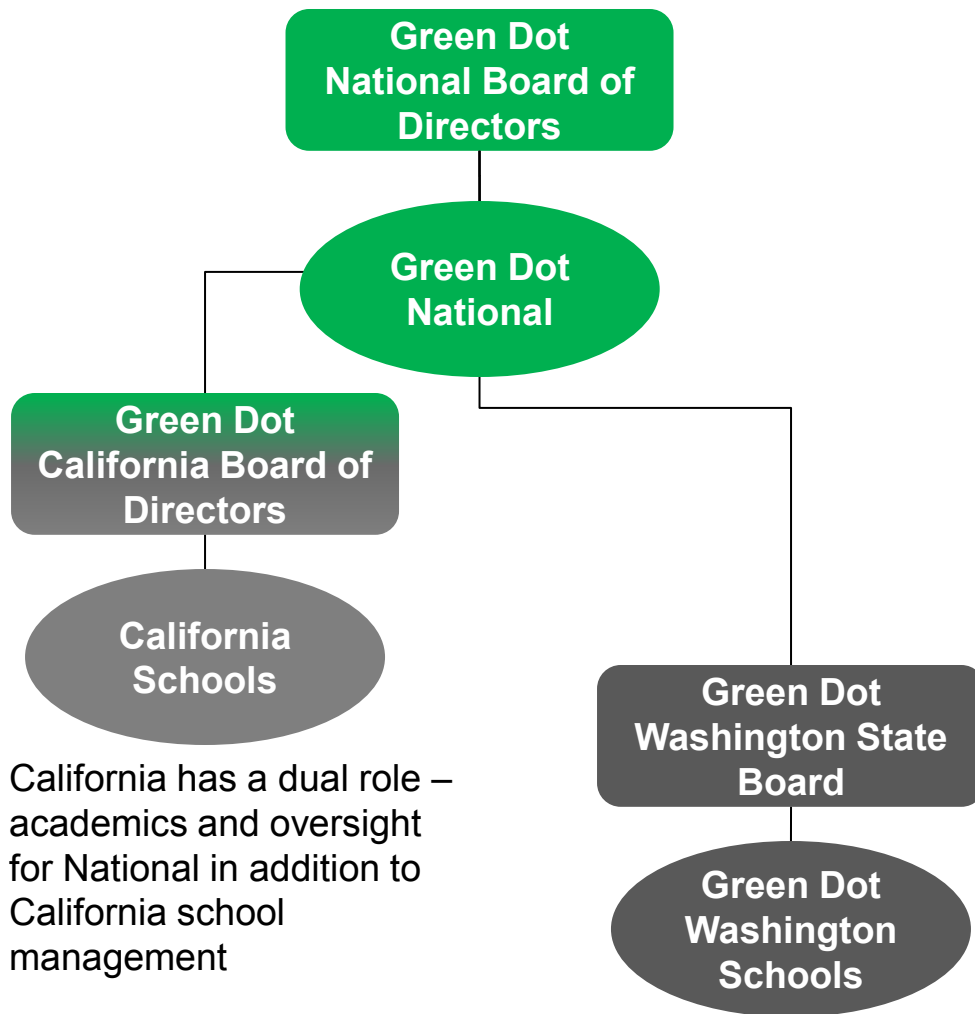 Green Dot
National Board of
Directors
Green Dot
National
Green Dot
California Board of
Directors
California
Schools
California has a dual role –
academics and oversight
for National in addition to
California school
management
Green Dot
Washington State
Board
Green Dot
Washington
Schools